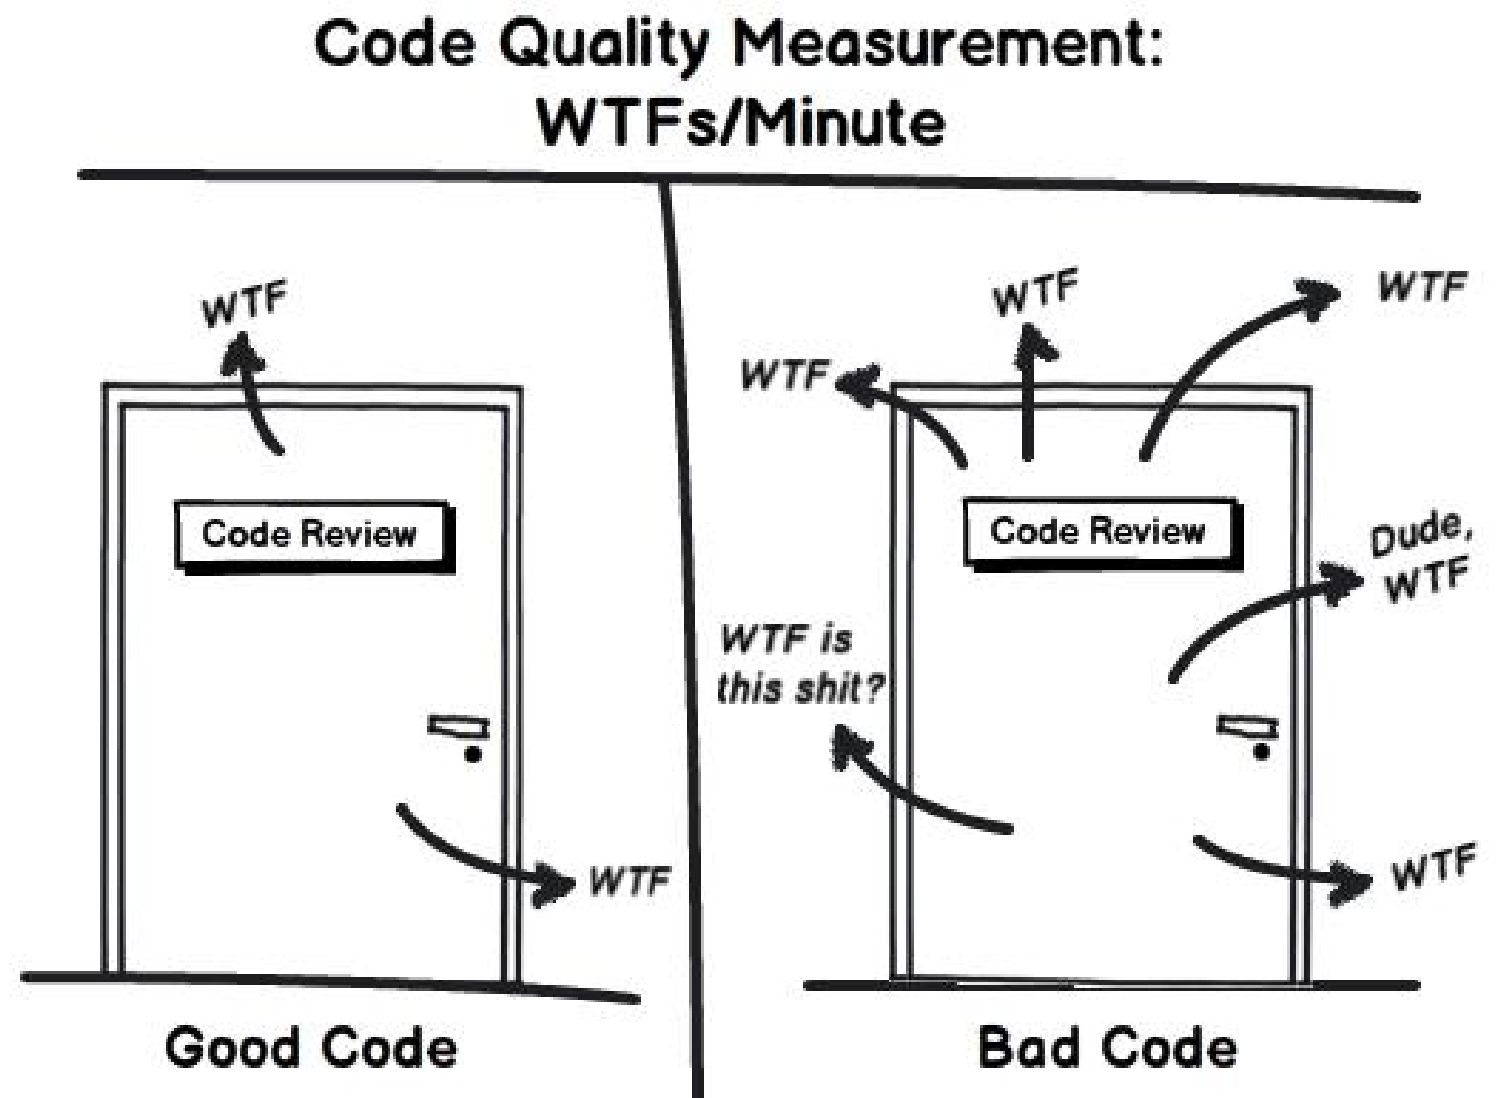 Code Quality Measurement:
WTFs/Minute
WTF
Code Review
WTF
Good Code
WTF
WTF
WTF
Code Review
Dude,
WTF
WTF is
this shit?
WTF
Bad Code